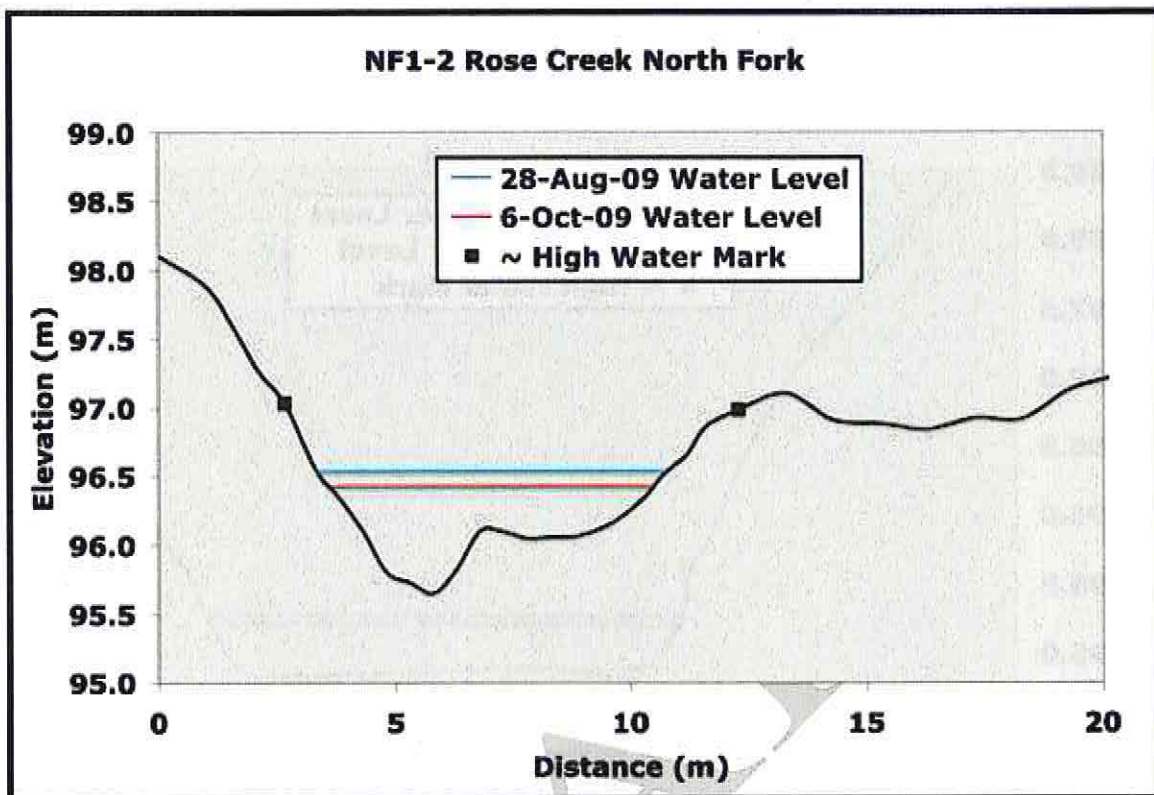 NF1-2 Rose Creek North Fork
28-Aug-09 Water Level
6-Oct-09 Water Level
~ High Water Mark
Elevation (m)
99.0
98.5
98.0
97.5
97.0
96.5
96.0
95.5
95.0
0 5 10 15 20
Distance (m)